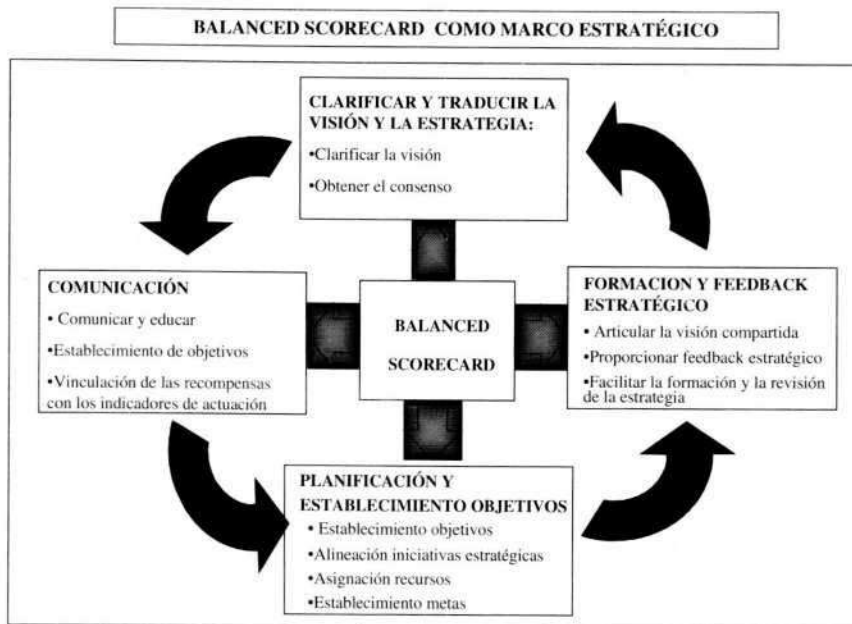 BALANCED SCORECARD COMO MARCO ESTRATÉGICO
CLARIFICAR Y TRADUCIR LA
VISIÓN Y LA ESTRATEGIA:
•Clarificar la visión
•Obtener el consenso
COMUNICACIÓN
• Comunicar y educar
•Establecimiento de objetivos
•Vinculación de las recompensas
con los indicadores de actuación
BALANCED
SCORECARD
FORMACION Y FEEDBACK
ESTRATÉGICO
• Articular la visión compartida
•Proporcionar feedback estratégico
•Facilitar la formación y la revisión
de la estrategia
PLANIFICACIÓN Y
ESTABLECIMIENTO OBJETIVOS
• Establecimiento objetivos
•Alineación iniciativas estratégicas
•Asignación recursos
•Establecimiento metas